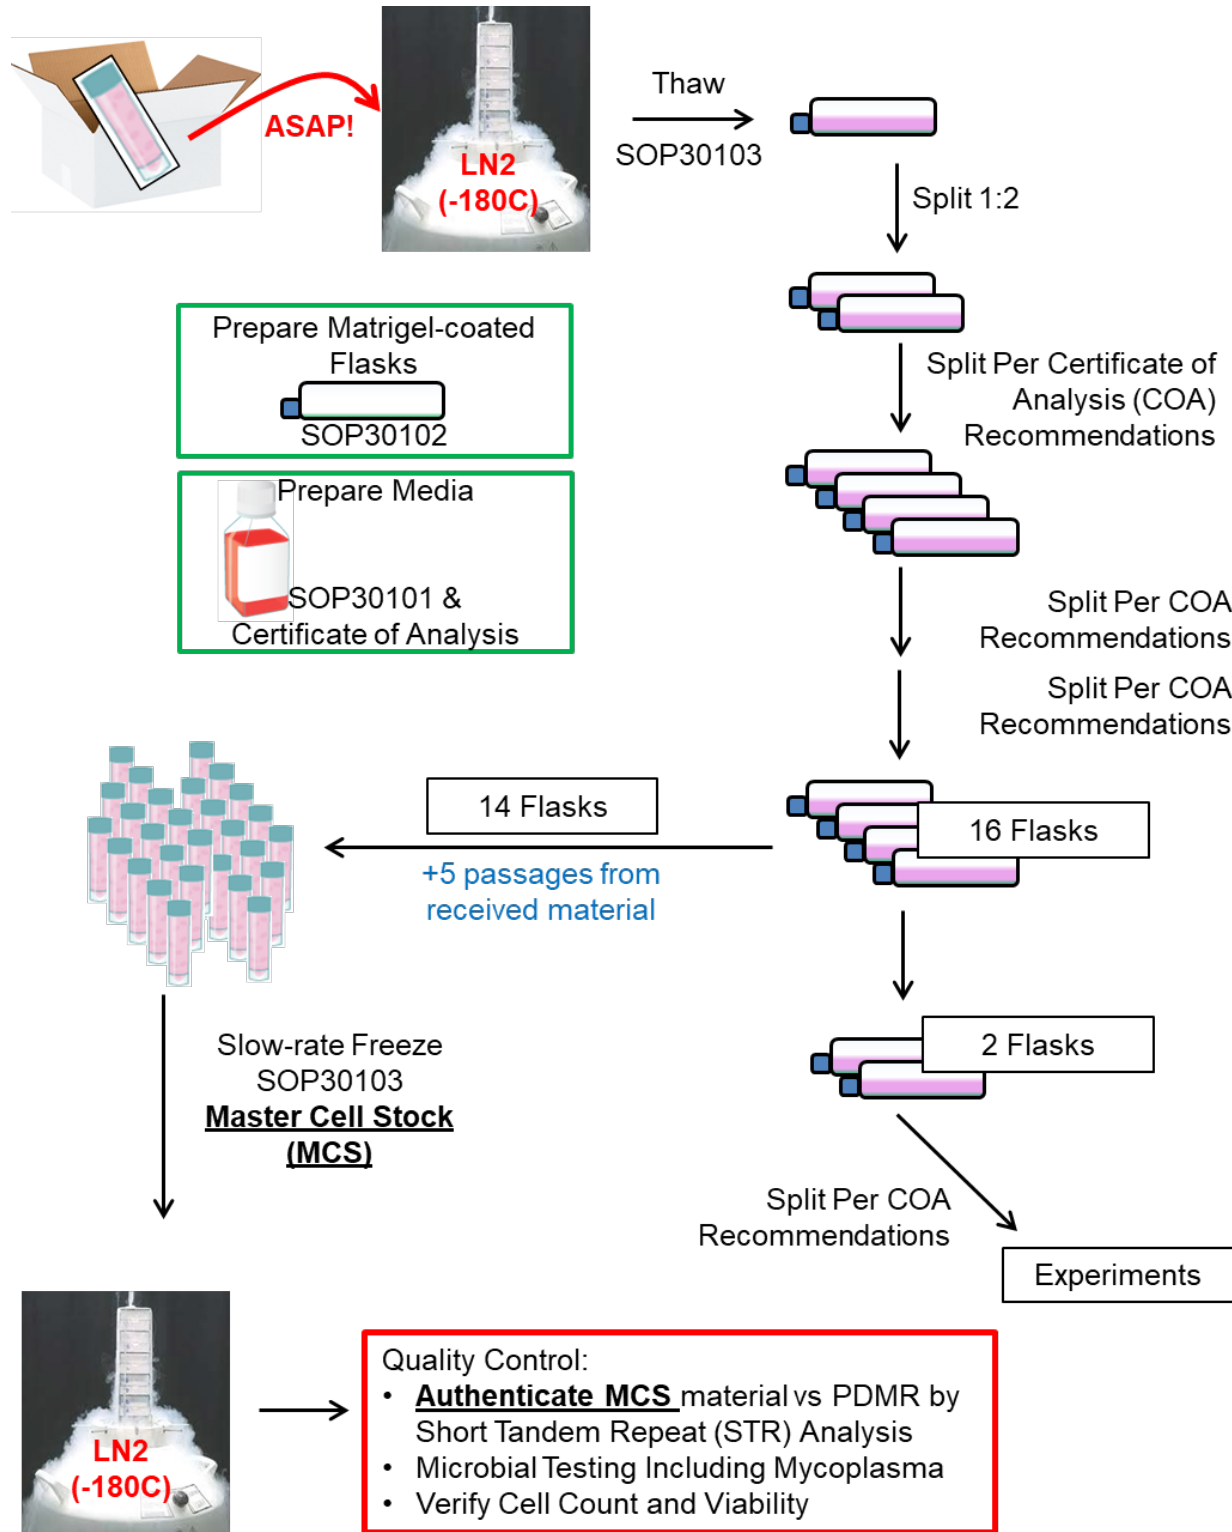 ASAP!
LN2
(-180C)
Thaw
SOP30103
Split 1:2
Prepare Matrigel-coated
Flasks
SOP30102
Split Per Certificate of
Analysis (COA)
Recommendations
Prepare Media
SOP30101 &
Certificate of Analysis
Split Per COA
Recommendations
Split Per COA
Recommendations
14 Flasks
+5 passages from
received material
16 Flasks
Slow-rate Freeze
SOP30103
Master Cell Stock
(MCS)
2 Flasks
Split Per COA
Recommendations
Experiments
LN2
(-180C)
Quality Control:
• Authenticate MCS material vs PDMR by
Short Tandem Repeat (STR) Analysis
• Microbial Testing Including Mycoplasma
• Verify Cell Count and Viability